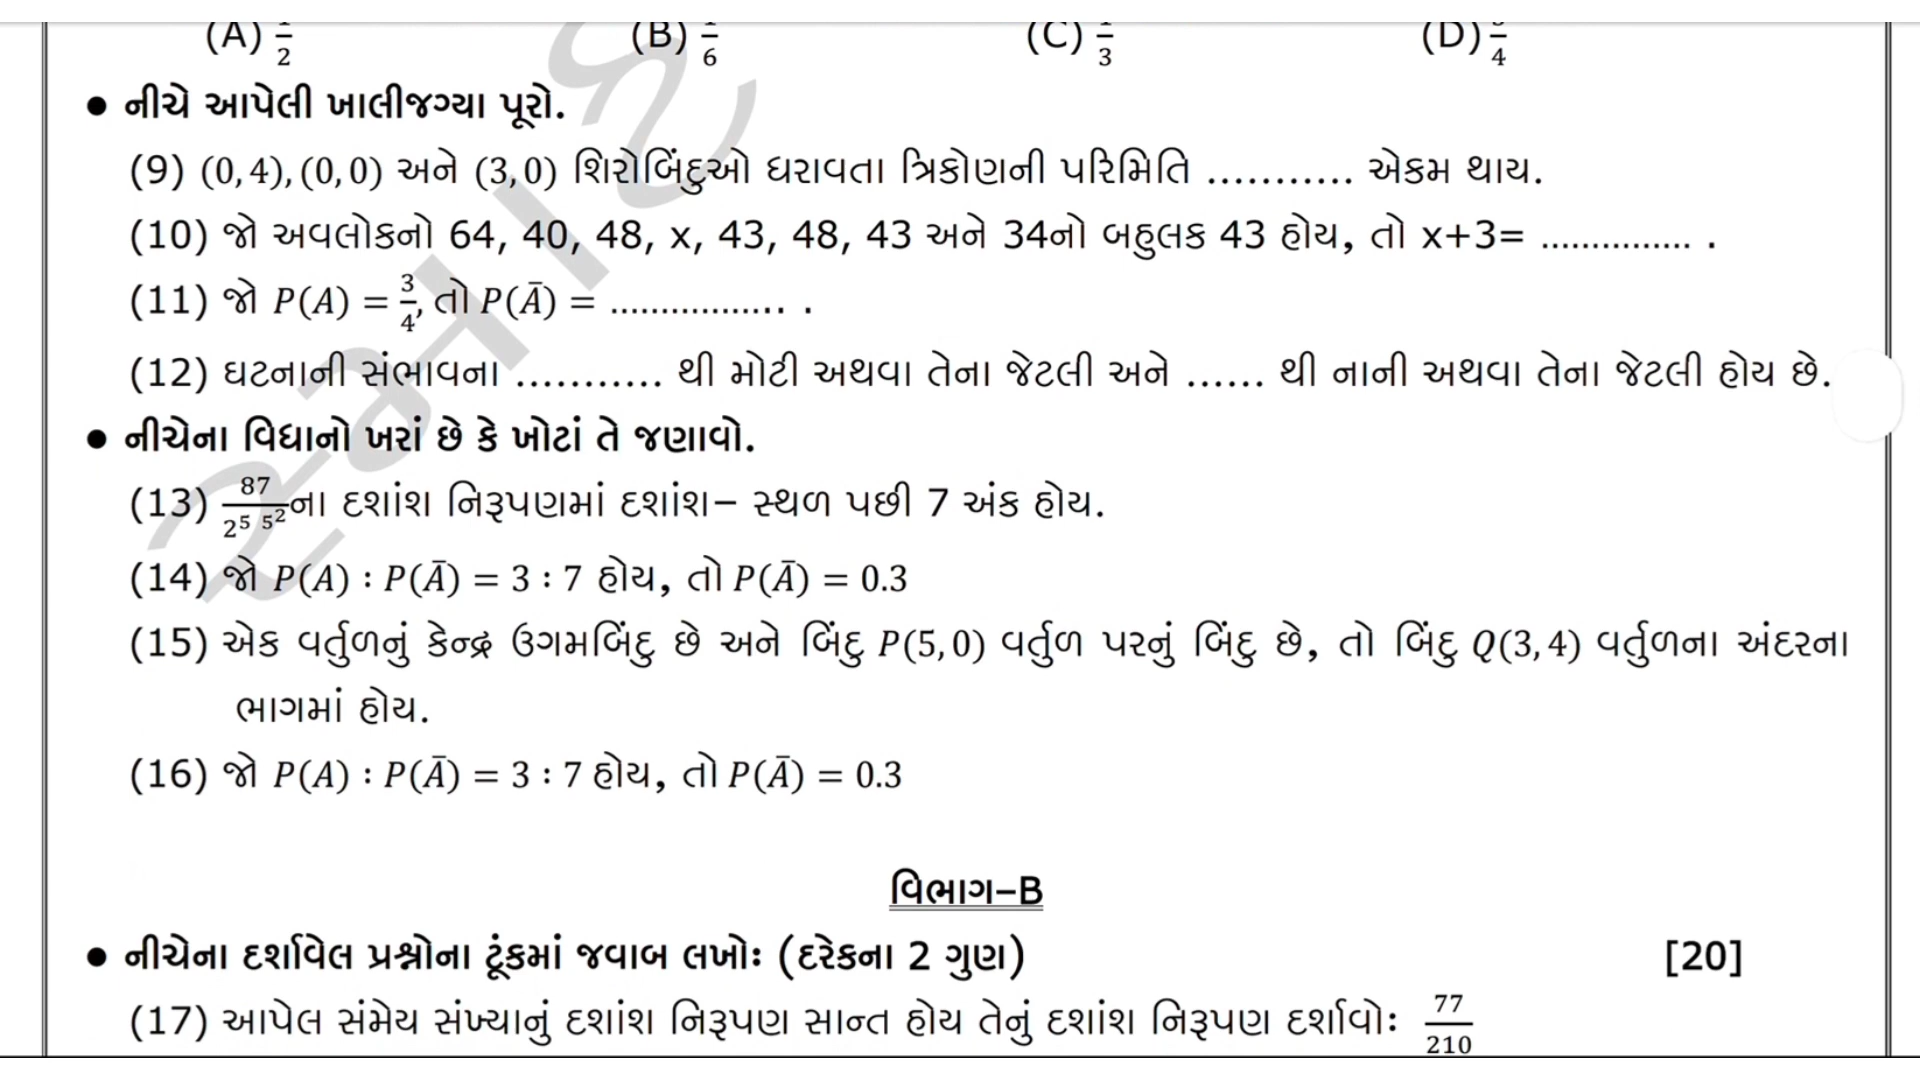 (A) 1/2 (B) 1/6 (C) 1/3 (D) 3/4
● નીચે આપેલી ખાલીજગ્યા પૂરો.
(9) (0, 4), (0, 0) અને (3, 0) શિરોબિંદુઓ ધરાવતા ત્રિકોણની પરિમિતિ ........... એકમ થાય.
(10) જો અવલોકનો 64, 40, 48, x, 43, 48, 43 અને 34નો બહુલક 43 હોય, તો x+3= ............... .
(11) જો P(A) = 3/4, તો P(Ā) = ................. .
(12) ઘટનાની સંભાવના ........... થી મોટી અથવા તેના જેટલી અને ...... થી નાની અથવા તેના જેટલી હોય છે.
● નીચેના વિધાનો ખરાં છે કે ખોટાં તે જણાવો.
(13) 87/2⁵ 5² ના દશાંશ નિરૂપણમાં દશાંશ– સ્થળ પછી 7 અંક હોય.
(14) જો P(A) : P(Ā) = 3 : 7 હોય, તો P(Ā) = 0.3
(15) એક વર્તુળનું કેન્દ્ર ઉગમબિંદુ છે અને બિંદુ P(5, 0) વર્તુળ પરનું બિંદુ છે, તો બિંદુ Q(3, 4) વર્તુળના અંદરના
ભાગમાં હોય.
(16) જો P(A) : P(Ā) = 3 : 7 હોય, તો P(Ā) = 0.3
વિભાગ–B
● નીચેના દર્શાવેલ પ્રશ્નોના ટૂંકમાં જવાબ લખોઃ (દરેકના 2 ગુણ) [20]
(17) આપેલ સંમેય સંખ્યાનું દશાંશ નિરૂપણ સાન્ત હોય તેનું દશાંશ નિરૂપણ દર્શાવોઃ 77/210